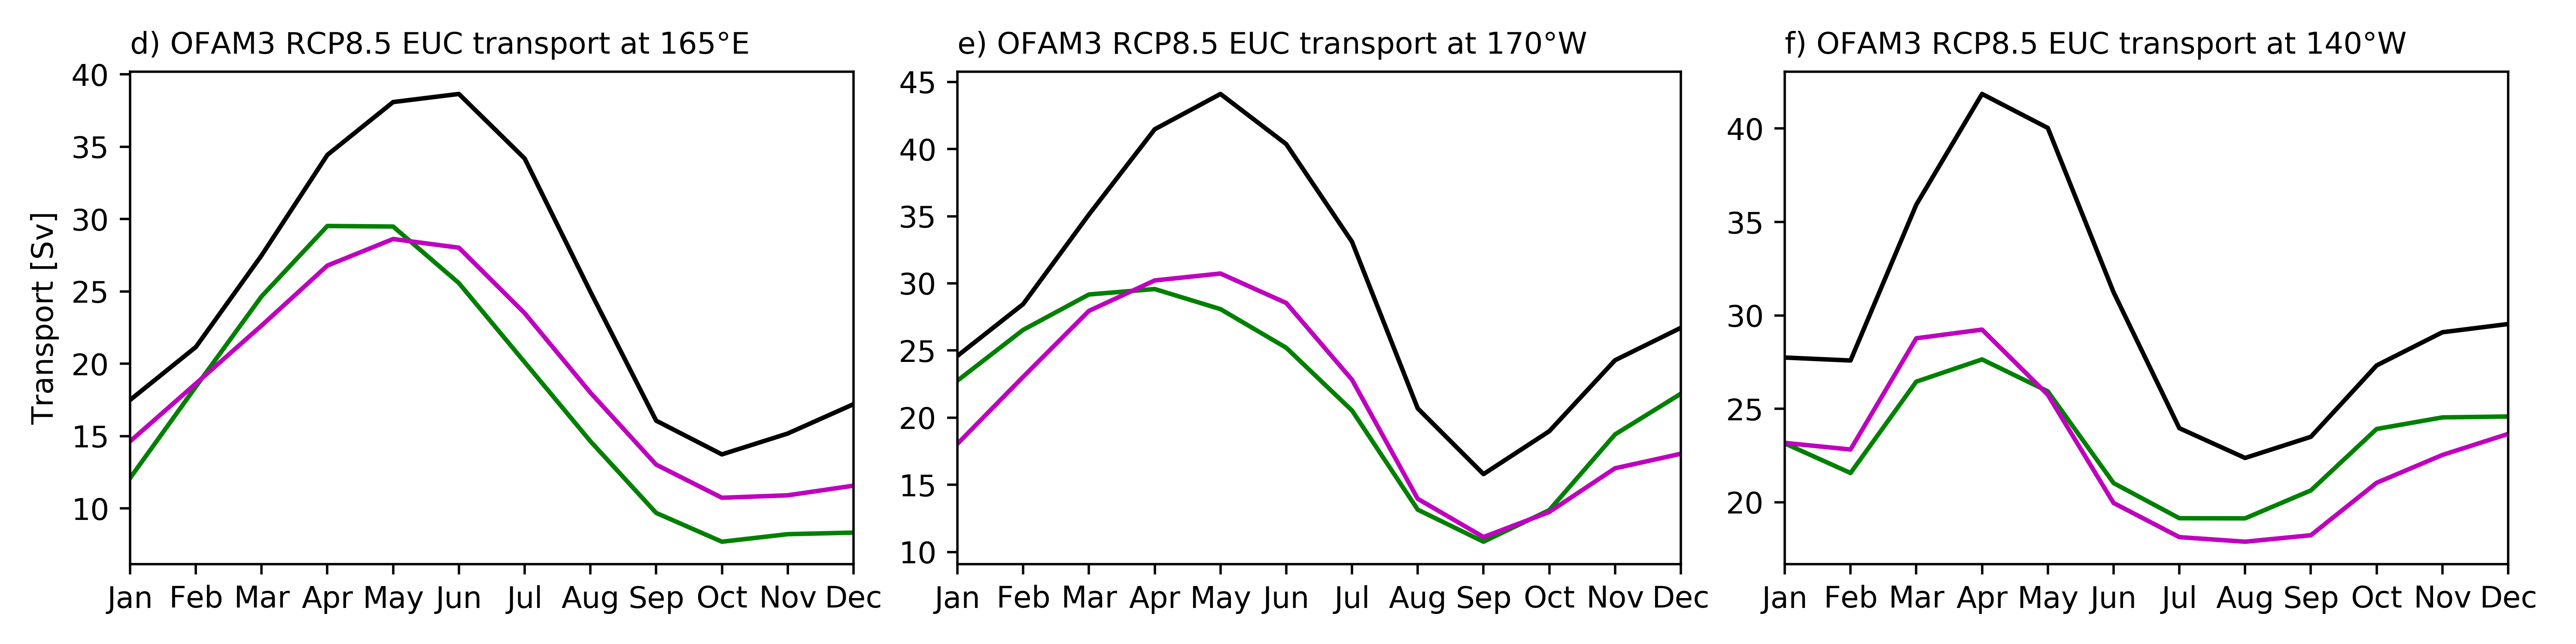 d) OFAM3 RCP8.5 EUC transport at 165°E
e) OFAM3 RCP8.5 EUC transport at 170°W
f) OFAM3 RCP8.5 EUC transport at 140°W
Transport [Sv]
40
35
30
25
20
15
10
Jan Feb Mar Apr May Jun Jul Aug Sep Oct Nov Dec
45
40
35
30
25
20
15
10
Jan Feb Mar Apr May Jun Jul Aug Sep Oct Nov Dec
40
35
30
25
20
Jan Feb Mar Apr May Jun Jul Aug Sep Oct Nov Dec